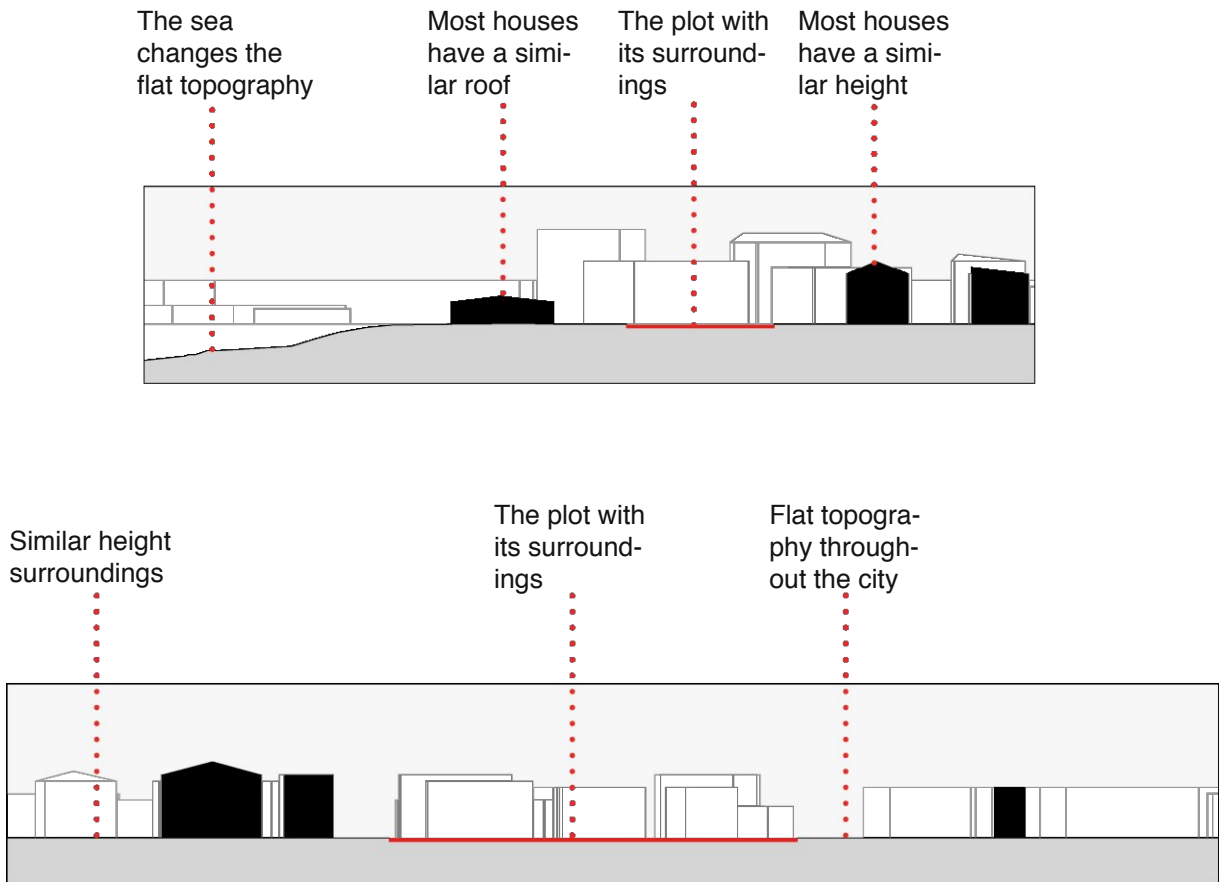 The sea
changes the
flat topography
Most houses
have a simi-
lar roof
The plot with
its surround-
ings
Most houses
have a simi-
lar height
Similar height
surroundings
The plot with
its surround-
ings
Flat topogra-
phy through-
out the city